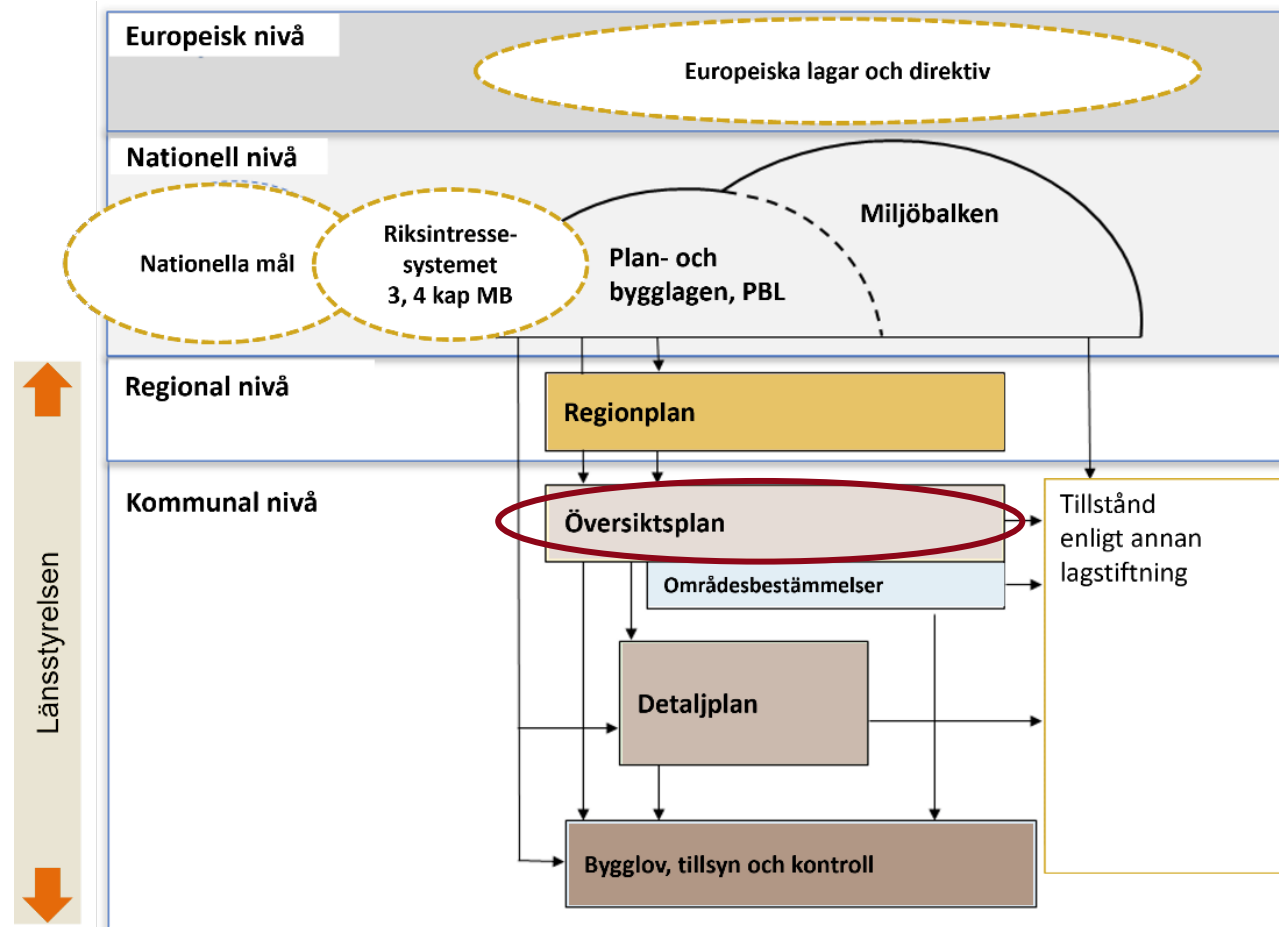 Europeisk nivå
Europeiska lagar och direktiv
Nationell nivå
Nationella mål
Riksintresse-
systemet
3, 4 kap MB
Plan- och
bygglagen, PBL
Miljöbalken
Regional nivå
Regionplan
Kommunal nivå
Översiktsplan
Områdesbestämmelser
Tillstånd
enligt annan
lagstiftning
Detaljplan
Bygglov, tillsyn och kontroll
Länsstyrelsen